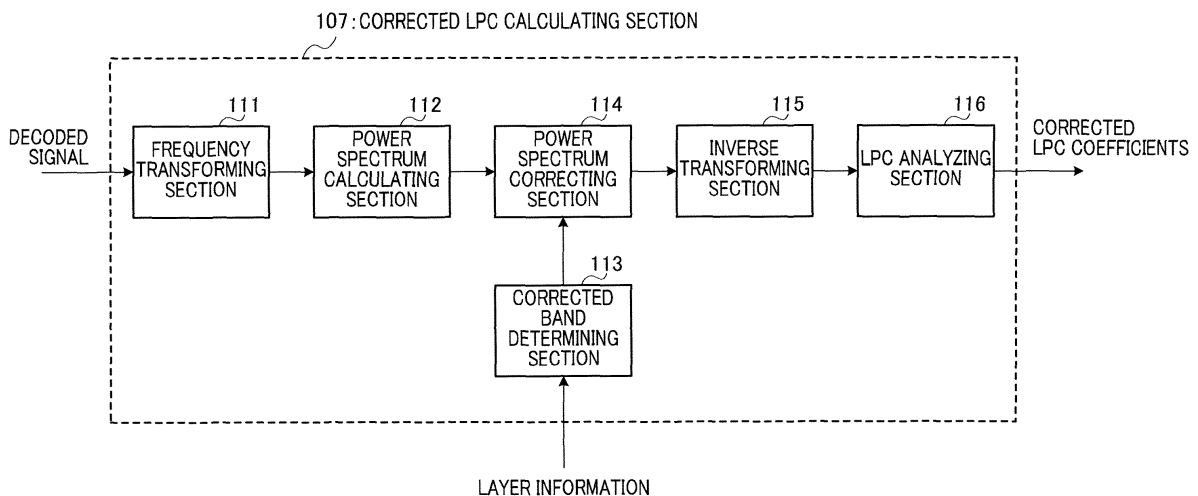 107: CORRECTED LPC CALCULATING SECTION
DECODED
SIGNAL
111
FREQUENCY
TRANSFORMING
SECTION
112
POWER
SPECTRUM
CALCULATING
SECTION
114
POWER
SPECTRUM
CORRECTING
SECTION
115
INVERSE
TRANSFORMING
SECTION
116
LPC ANALYZING
SECTION
CORRECTED
LPC COEFFICIENTS
113
CORRECTED
BAND
DETERMINING
SECTION
LAYER INFORMATION